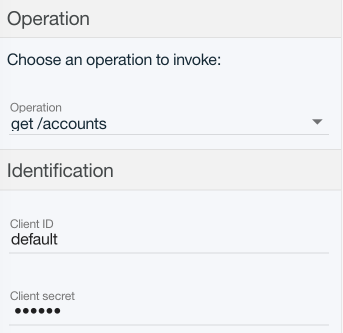 Operation
Choose an operation to invoke:
Operation
get /accounts
Identification
Client ID
default
Client secret
••••••